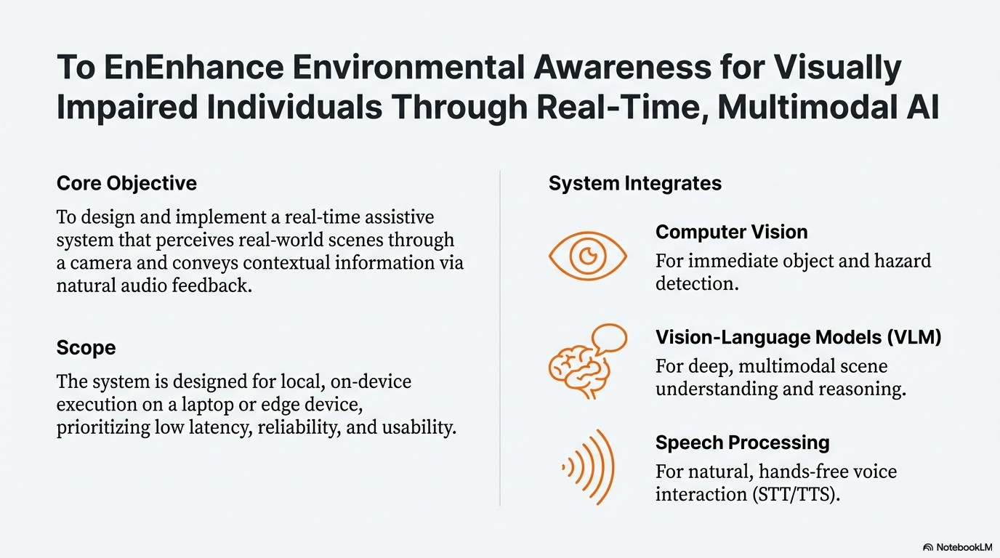 To EnEnhance Environmental Awareness for Visually
Impaired Individuals Through Real-Time, Multimodal AI
Core Objective
To design and implement a real-time assistive
system that perceives real-world scenes through
a camera and conveys contextual information via
natural audio feedback.
Scope
The system is designed for local, on-device
execution on a laptop or edge device,
prioritizing low latency, reliability, and usability.
System Integrates
Computer Vision
For immediate object and hazard
detection.
Vision-Language Models (VLM)
For deep, multimodal scene
understanding and reasoning.
Speech Processing
For natural, hands-free voice
interaction (STT/TTS).
NotebookLM